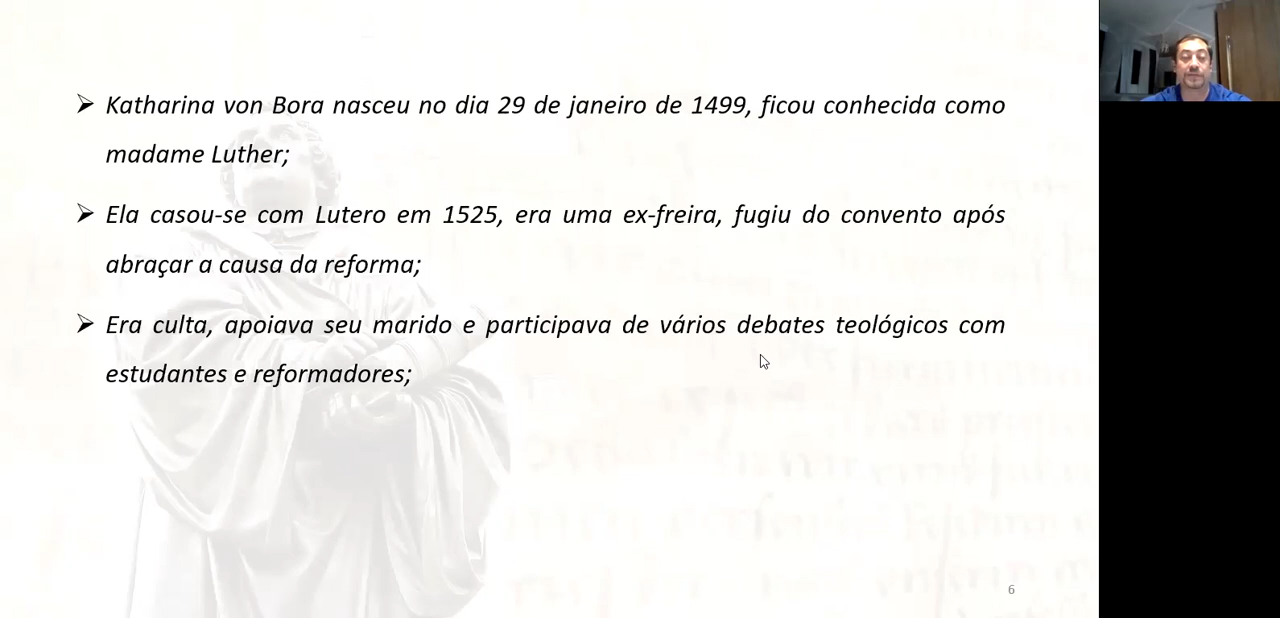 Katharina von Bora nasceu no dia 29 de janeiro de 1499, ficou conhecida como
madame Luther;
Ela casou-se com Lutero em 1525, era uma ex-freira, fugiu do convento após
abraçar a causa da reforma;
Era culta, apoiava seu marido e participava de vários debates teológicos com
estudantes e reformadores;
6